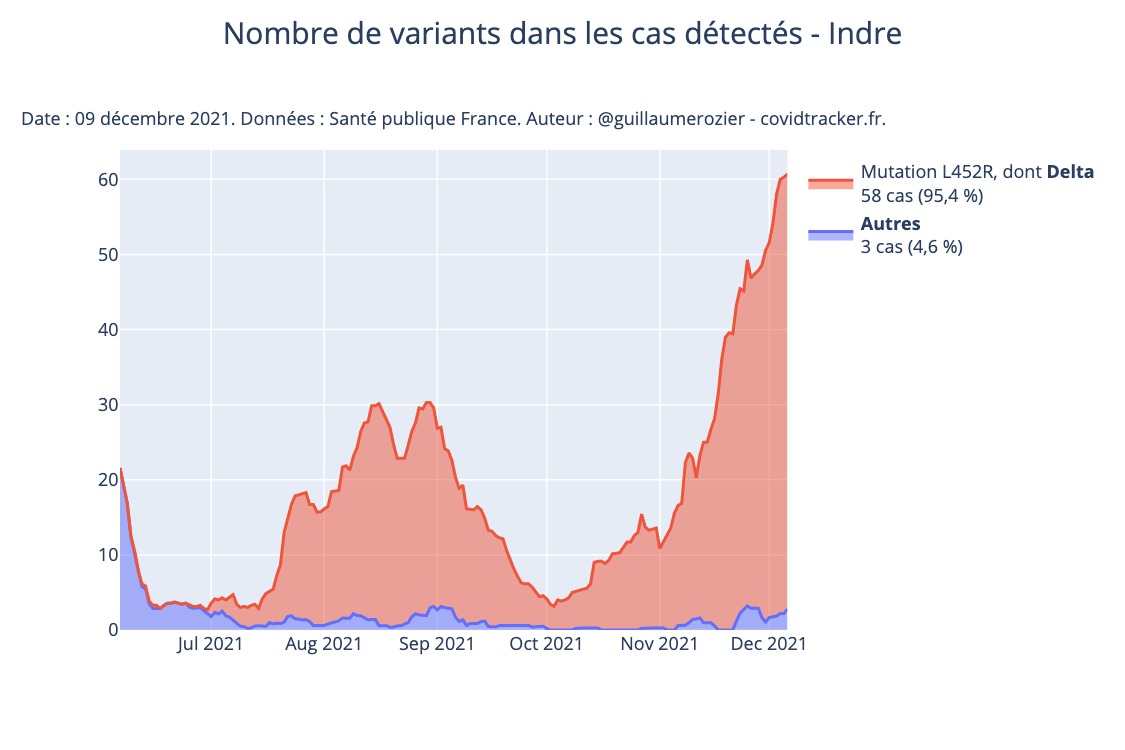 Nombre de variants dans les cas détectés - Indre
Date : 09 décembre 2021. Données : Santé publique France. Auteur : @guillaumerozier - covidtracker.fr.
Mutation L452R, dont Delta
58 cas (95,4 %)
Autres
3 cas (4,6 %)
60
50
40
30
20
10
0
Jul 2021
Aug 2021
Sep 2021
Oct 2021
Nov 2021
Dec 2021